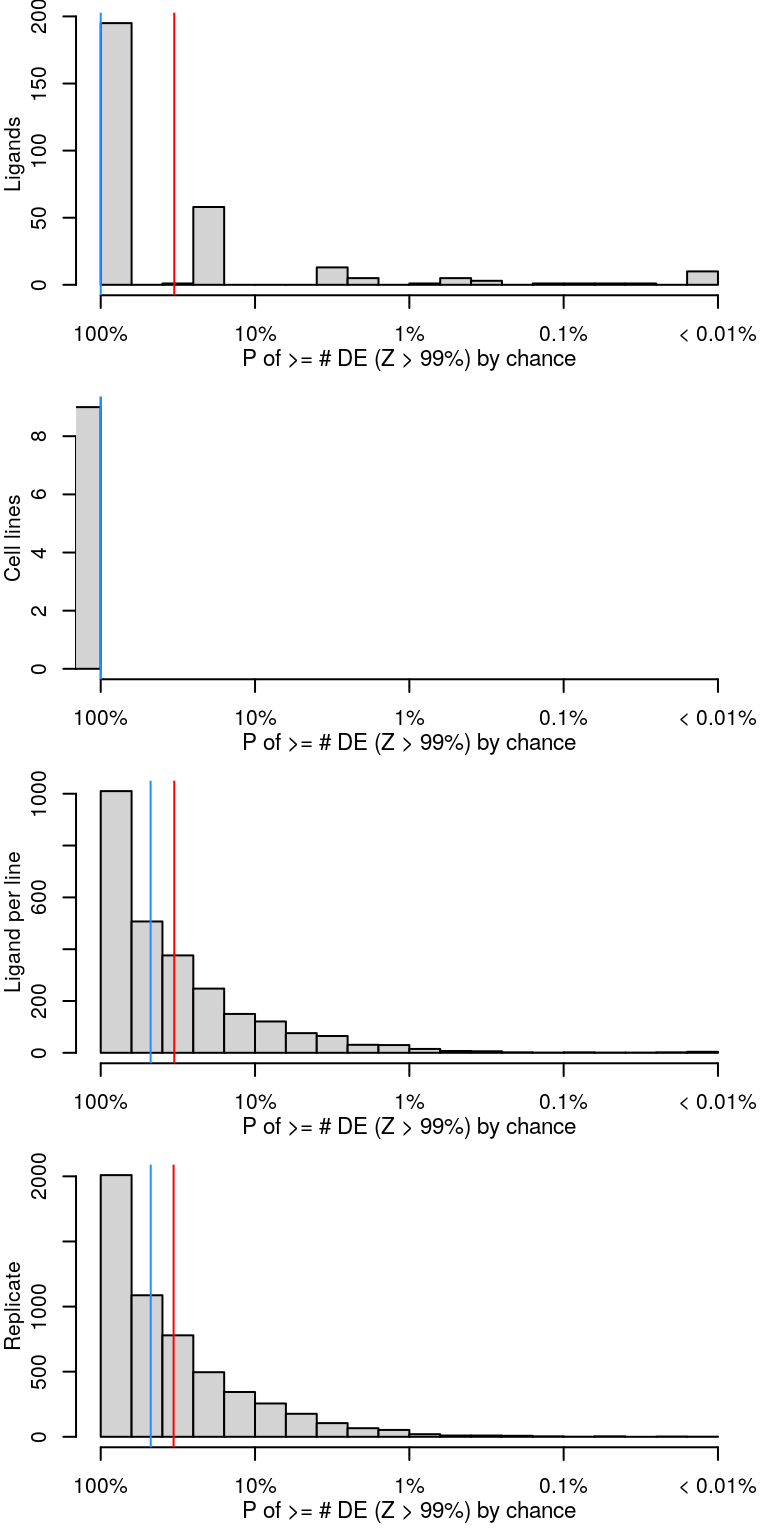 Ligands
200
150
100
50
0
100% 10% 1% 0.1% < 0.01%
P of >= # DE (Z > 99%) by chance
Cell lines
8
6
4
2
0
100% 10% 1% 0.1% < 0.01%
P of >= # DE (Z > 99%) by chance
Ligand per line
1000
600
200
0
100% 10% 1% 0.1% < 0.01%
P of >= # DE (Z > 99%) by chance
Replicate
2000
1000
500
0
100% 10% 1% 0.1% < 0.01%
P of >= # DE (Z > 99%) by chance